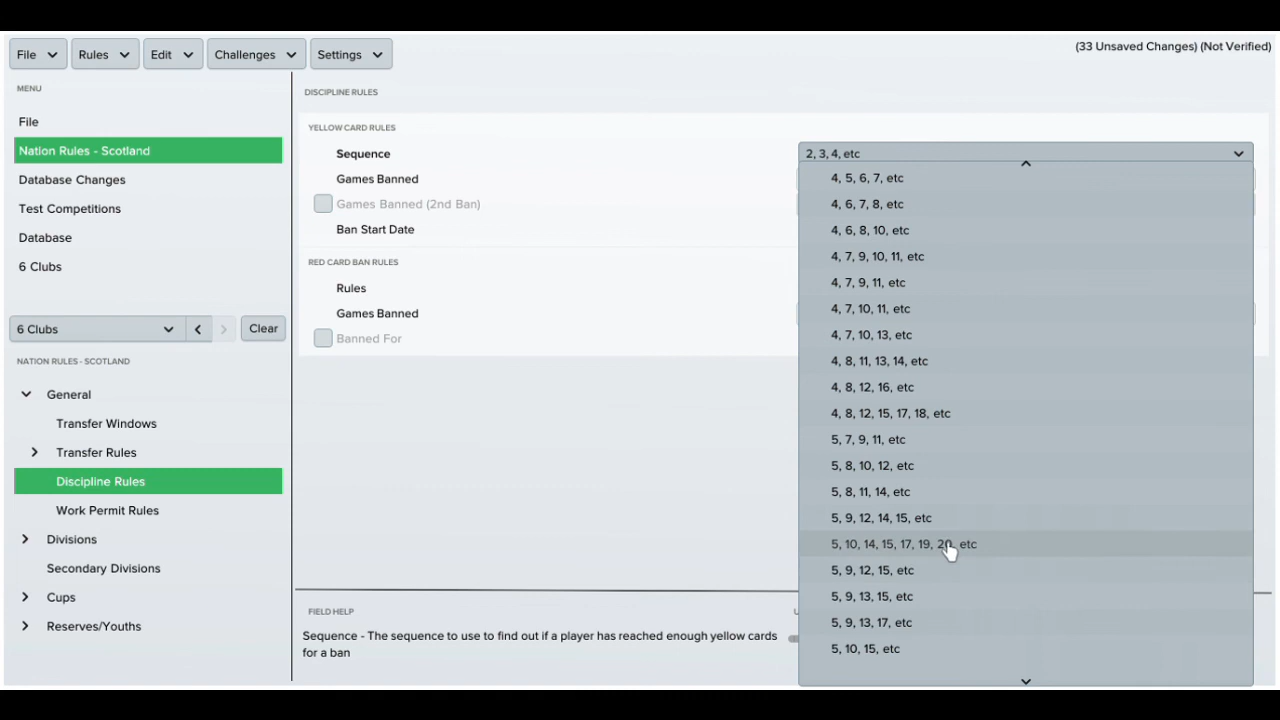 File Rules Edit Challenges Settings (33 Unsaved Changes) (Not Verified)
MENU
File
Nation Rules - Scotland
Database Changes
Test Competitions
Database
6 Clubs
6 Clubs Clear
NATION RULES - SCOTLAND
General
Transfer Windows
Transfer Rules
Discipline Rules
Work Permit Rules
Divisions
Secondary Divisions
Cups
Reserves/Youths
DISCIPLINE RULES
YELLOW CARD RULES
Sequence
Games Banned
Games Banned (2nd Ban)
Ban Start Date
RED CARD BAN RULES
Rules
Games Banned
Banned For
2, 3, 4, etc
4, 5, 6, 7, etc
4, 6, 7, 8, etc
4, 6, 8, 10, etc
4, 7, 9, 10, 11, etc
4, 7, 9, 11, etc
4, 7, 10, 11, etc
4, 7, 10, 13, etc
4, 8, 11, 13, 14, etc
4, 8, 12, 16, etc
4, 8, 12, 15, 17, 18, etc
5, 7, 9, 11, etc
5, 8, 10, 12, etc
5, 8, 11, 14, etc
5, 9, 12, 14, 15, etc
5, 10, 14, 15, 17, 19, 20, etc
5, 9, 12, 15, etc
5, 9, 13, 15, etc
5, 9, 13, 17, etc
5, 10, 15, etc
FIELD HELP
Sequence - The sequence to use to find out if a player has reached enough yellow cards
for a ban